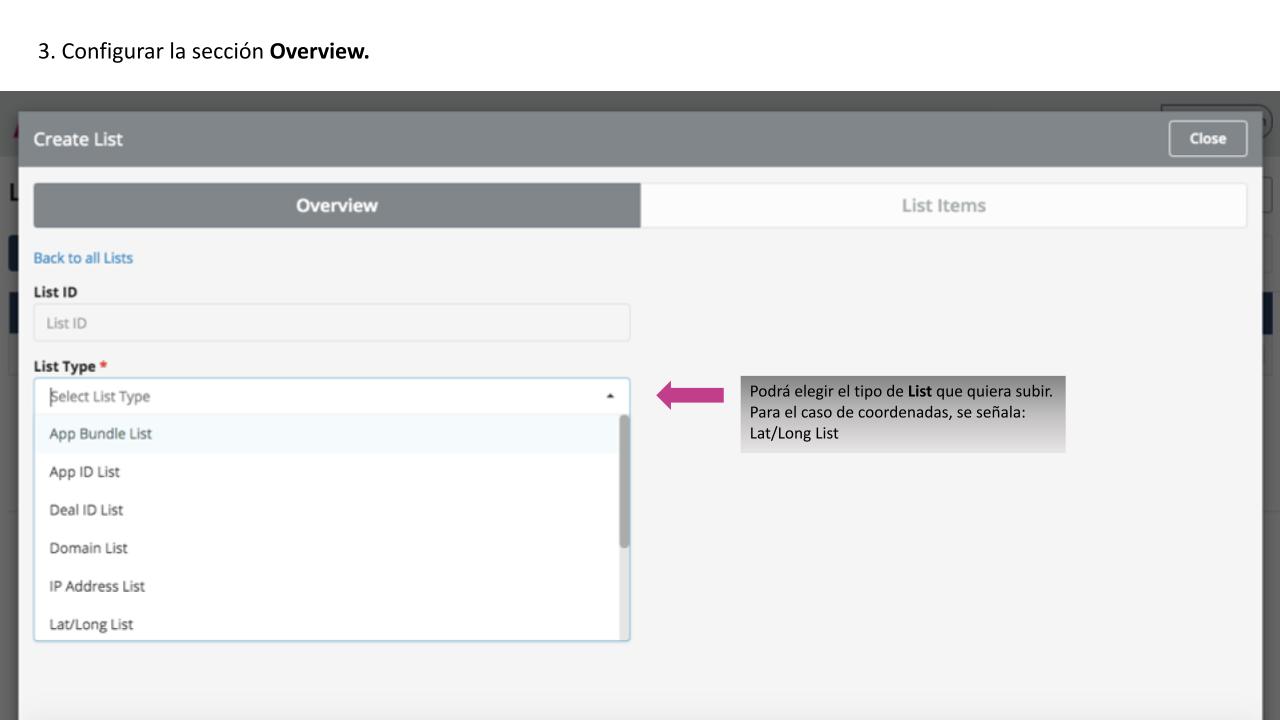 3. Configurar la sección Overview.
Create List
Close
Overview
List Items
Back to all Lists
List ID
List ID
List Type *
Select List Type
App Bundle List
App ID List
Deal ID List
Domain List
IP Address List
Lat/Long List
Podrá elegir el tipo de List que quiera subir.
Para el caso de coordenadas, se señala:
Lat/Long List